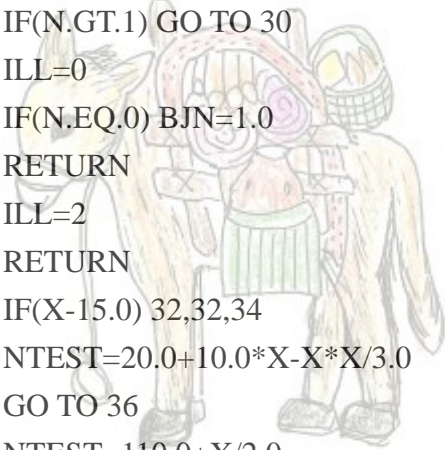 IF(N.GT.1) GO TO 30
ILL=0
IF(N.EQ.0) BJN=1.0
RETURN
ILL=2
RETURN
IF(X-15.0) 32,32,34
NTEST=20.0+10.0*X-X*X/3.0
GO TO 36